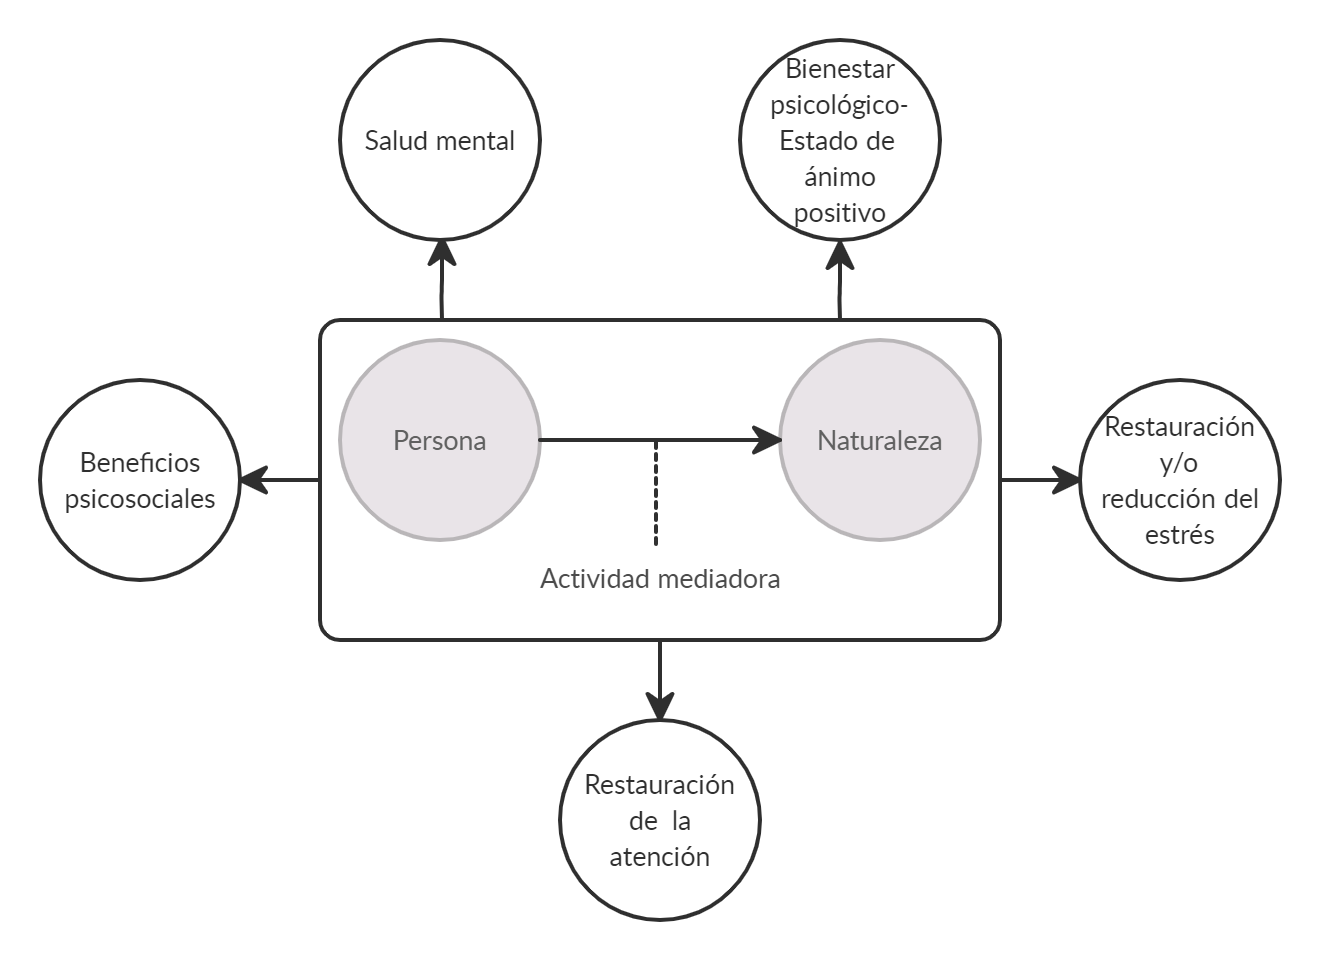 Salud mental
Bienestar
psicológico-
Estado de
ánimo
positivo
Beneficios
psicosociales
Persona
Naturaleza
Actividad mediadora
Restauración
y/o
reducción del
estrés
Restauración
de la
atención